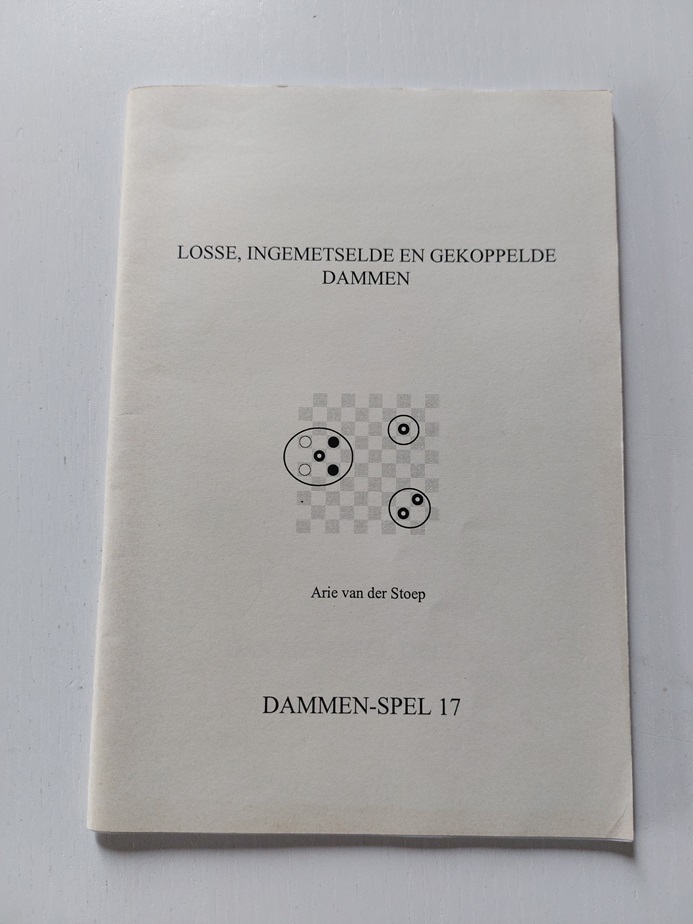 LOSSE, INGEMETSELDE EN GEKOPPELDE
DAMMEN
Arie van der Stoep
DAMMEN-SPEL 17